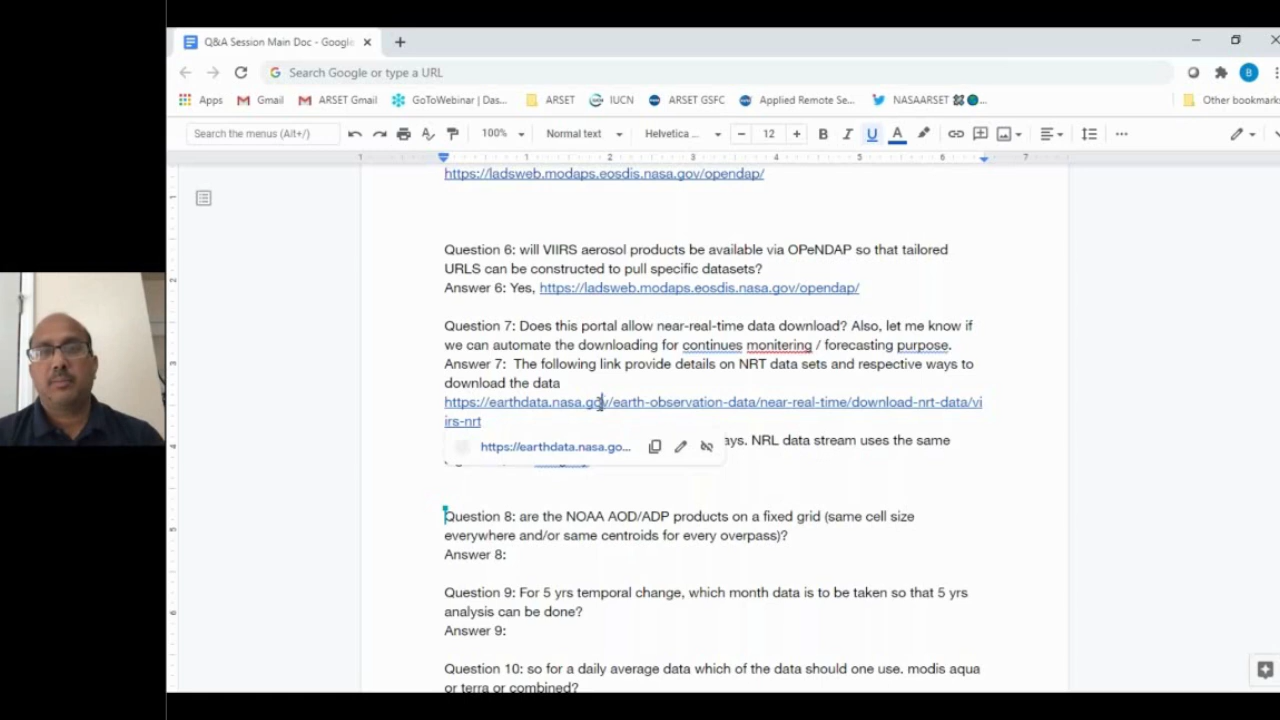 Q&A Session Main Doc - Google
Search Google or type a URL
B
Apps Gmail ARSET Gmail GoToWebinar | Das... ARSET IUCN ARSET GSFC Applied Remote Se... NASAARSET Other bookmarks
Search the menus (Alt+/) 100% Normal text Helvetica ... 12 B I U A
1 1 2 3 4 5 6 7
https://ladsweb.modaps.eosdis.nasa.gov/opendap/
Question 6: will VIIRS aerosol products be available via OPeNDAP so that tailored
URLS can be constructed to pull specific datasets?
Answer 6: Yes, https://ladsweb.modaps.eosdis.nasa.gov/opendap/
Question 7: Does this portal allow near-real-time data download? Also, let me know if
we can automate the downloading for continues monitering / forecasting purpose.
Answer 7: The following link provide details on NRT data sets and respective ways to
download the data
https://earthdata.nasa.gov/earth-observation-data/near-real-time/download-nrt-data/vi
irs-nrt
https://earthdata.nasa.go...
ays. NRL data stream uses the same
Question 8: are the NOAA AOD/ADP products on a fixed grid (same cell size
everywhere and/or same centroids for every overpass)?
Answer 8:
Question 9: For 5 yrs temporal change, which month data is to be taken so that 5 yrs
analysis can be done?
Answer 9:
Question 10: so for a daily average data which of the data should one use. modis aqua
or terra or combined?